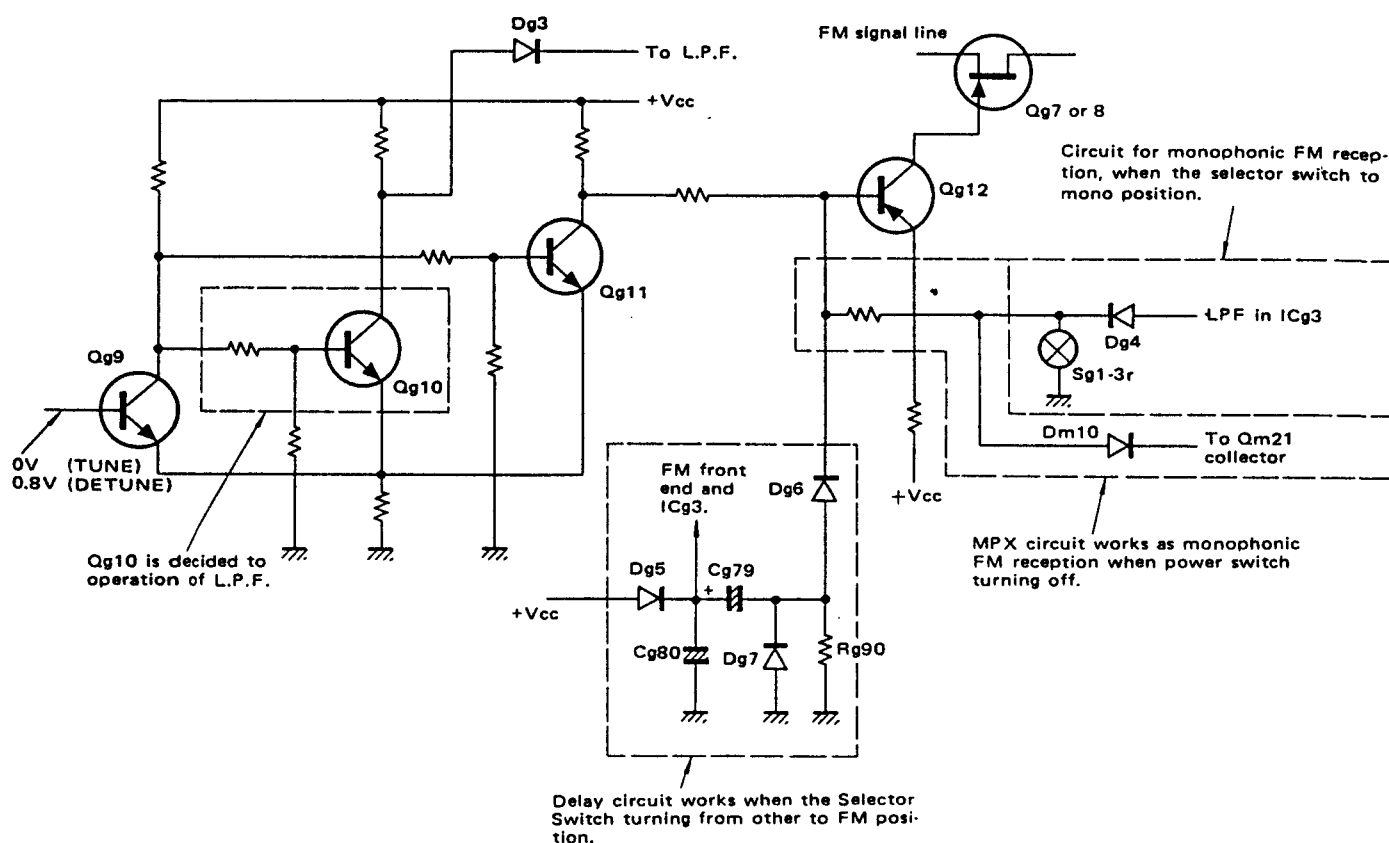 Dg3
To L.P.F.
+Vcc
FM signal line
Qg7 or 8
Circuit for monophonic FM recep-
tion, when the selector switch to
mono position.
Qg12
Qg11
Qg9
Qg10
LPF in ICg3
Dg4
Sg1-3r
Dm10
To Qm21
collector
0V (TUNE)
0.8V (DETUNE)
FM front
end and
ICg3.
Dg6
+Vcc
Qg10 is decided to
operation of L.P.F.
MPX circuit works as monophonic
FM reception when power switch
turning off.
Dg5
Cg79
+
+Vcc
Cg80
Dg7
Rg90
Delay circuit works when the Selector
Switch turning from other to FM posi-
tion.